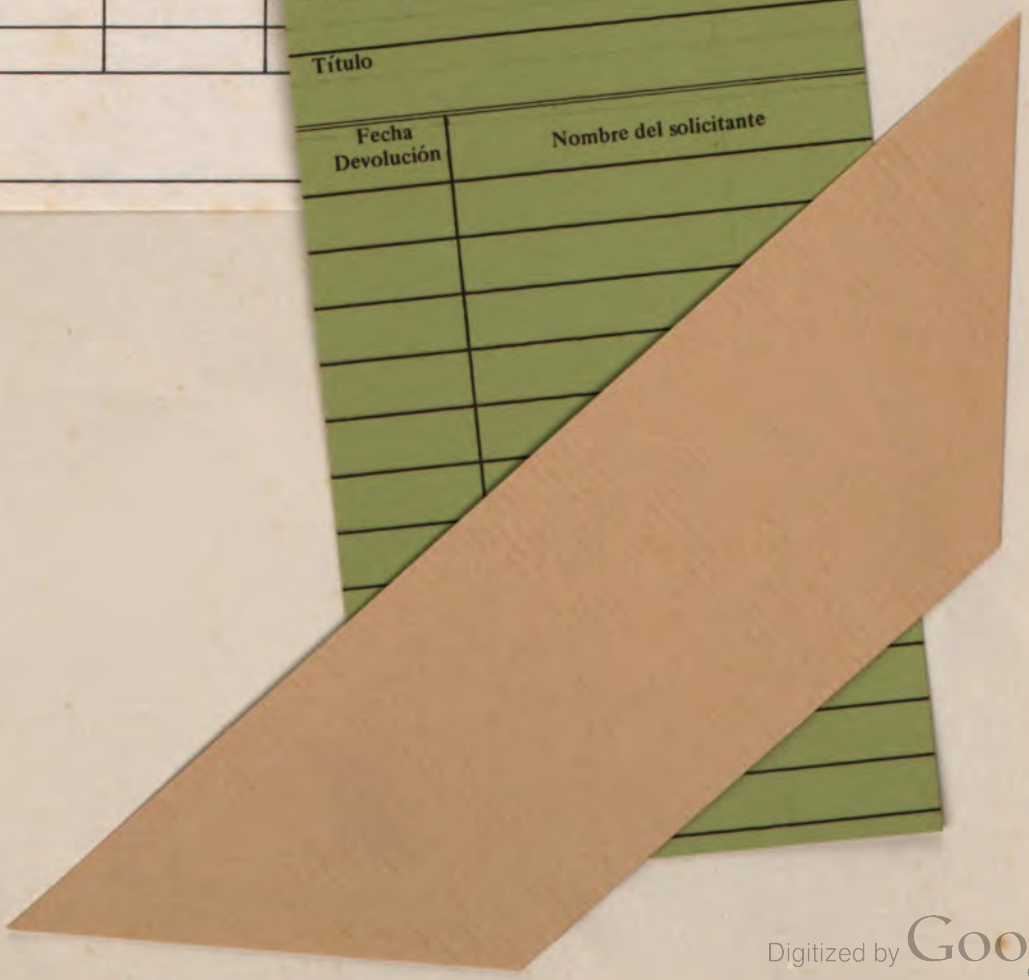 Título
Fecha
Devolución
Nombre del solicitante
Digitized by Goo